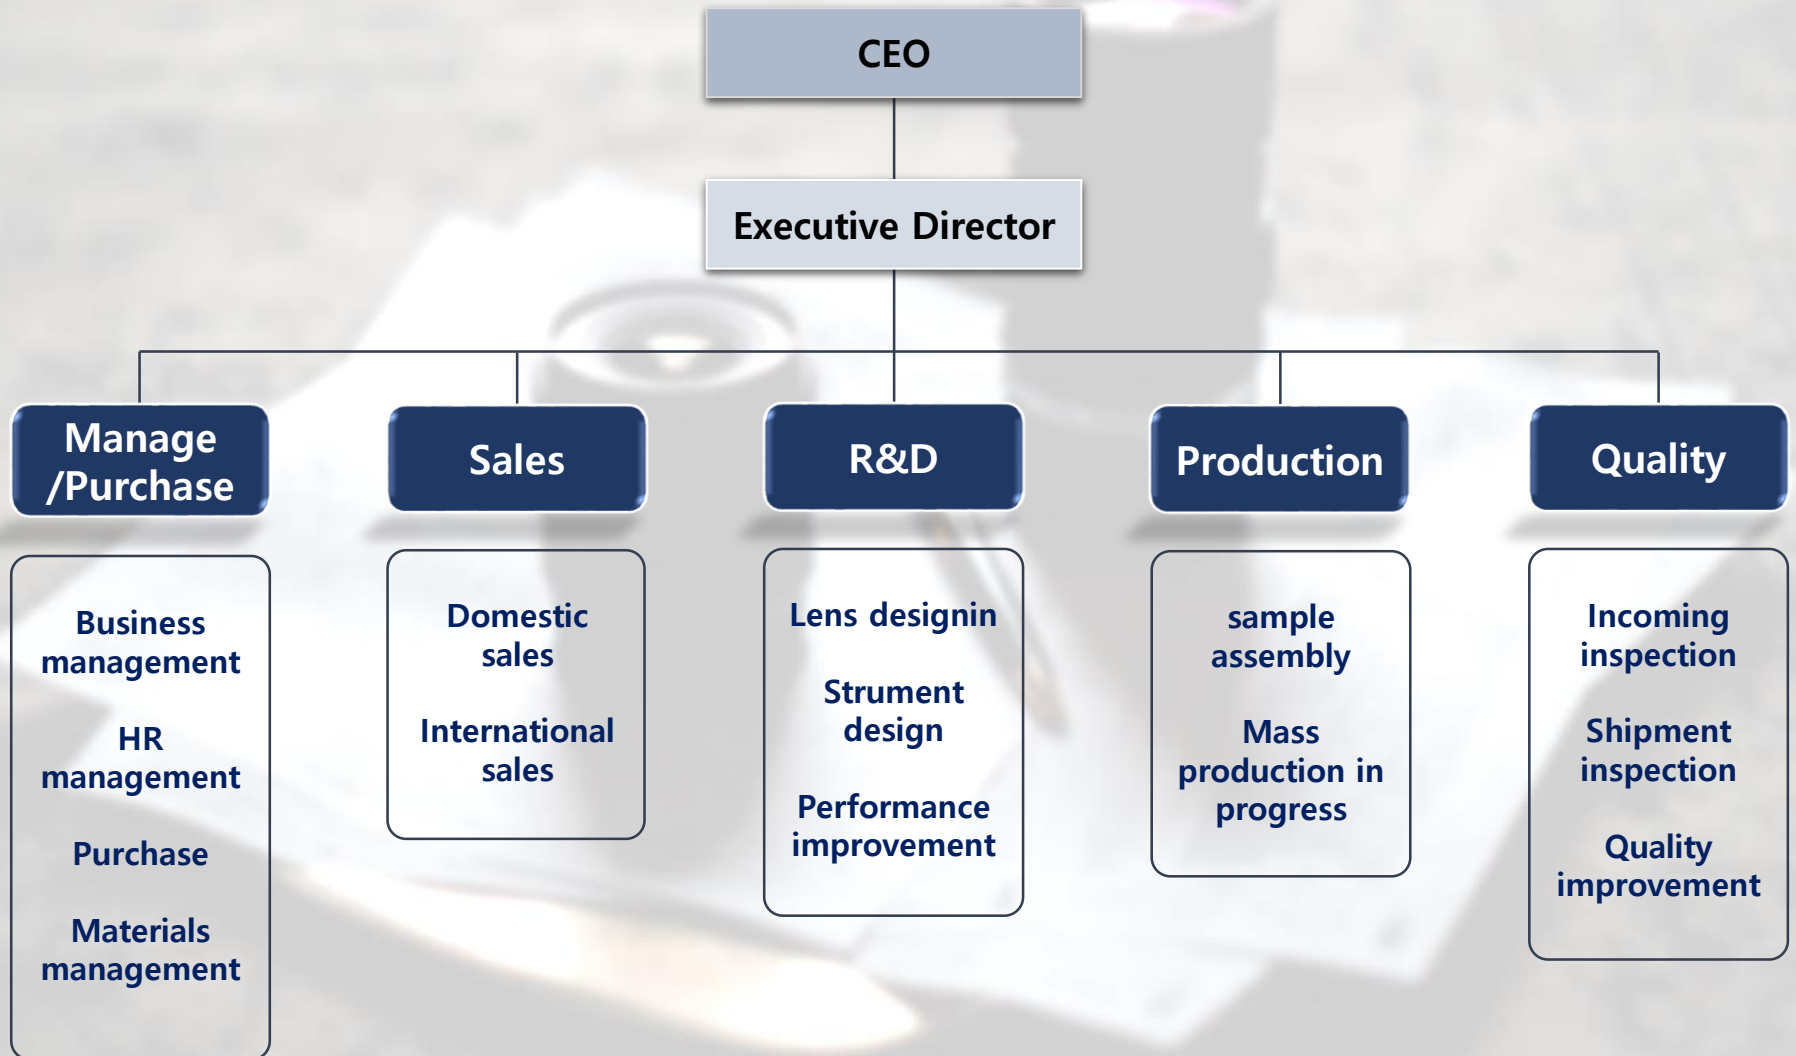 CEO
Executive Director
Manage
/Purchase
Sales
R&D
Production
Quality
Business
management
HR
management
Purchase
Materials
management
Domestic
sales
International
sales
Lens designin
Strument
design
Performance
improvement
sample
assembly
Mass
production in
progress
Incoming
inspection
Shipment
inspection
Quality
improvement